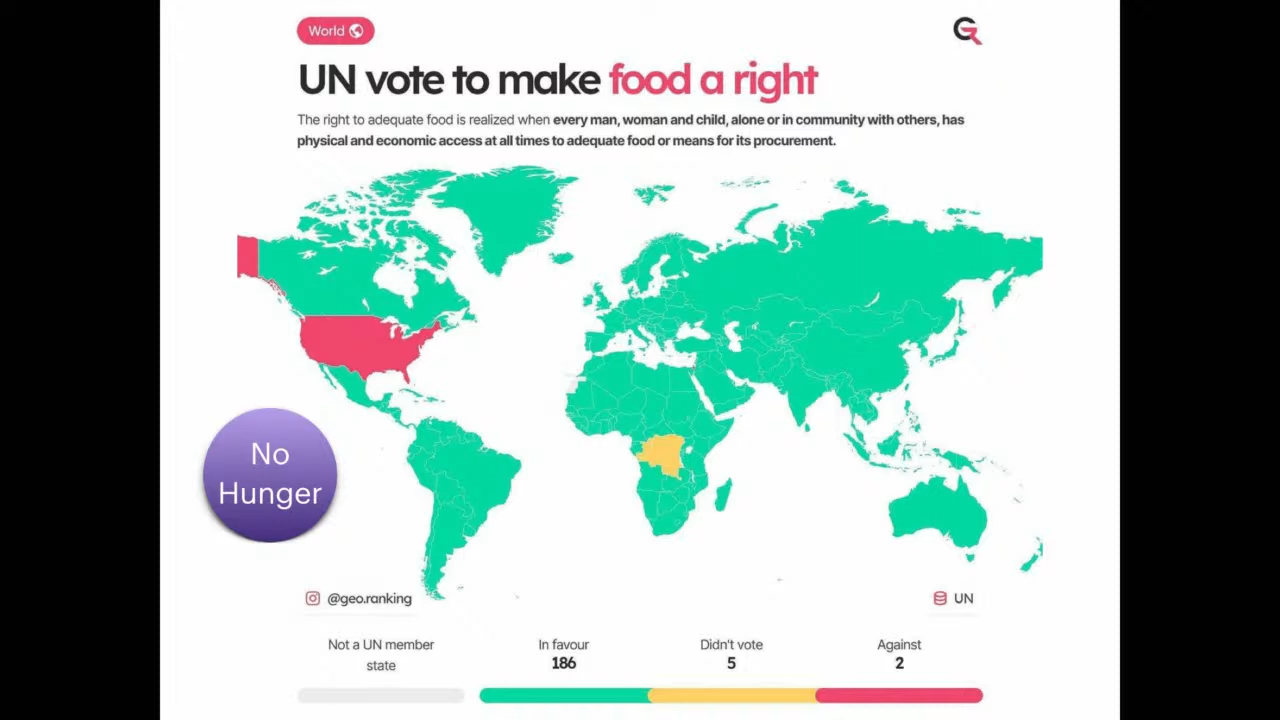 World
UN vote to make food a right
The right to adequate food is realized when every man, woman and child, alone or in community with others, has
physical and economic access at all times to adequate food or means for its procurement.
No
Hunger
@geo.ranking
UN
Not a UN member
state
In favour
186
Didn't vote
5
Against
2